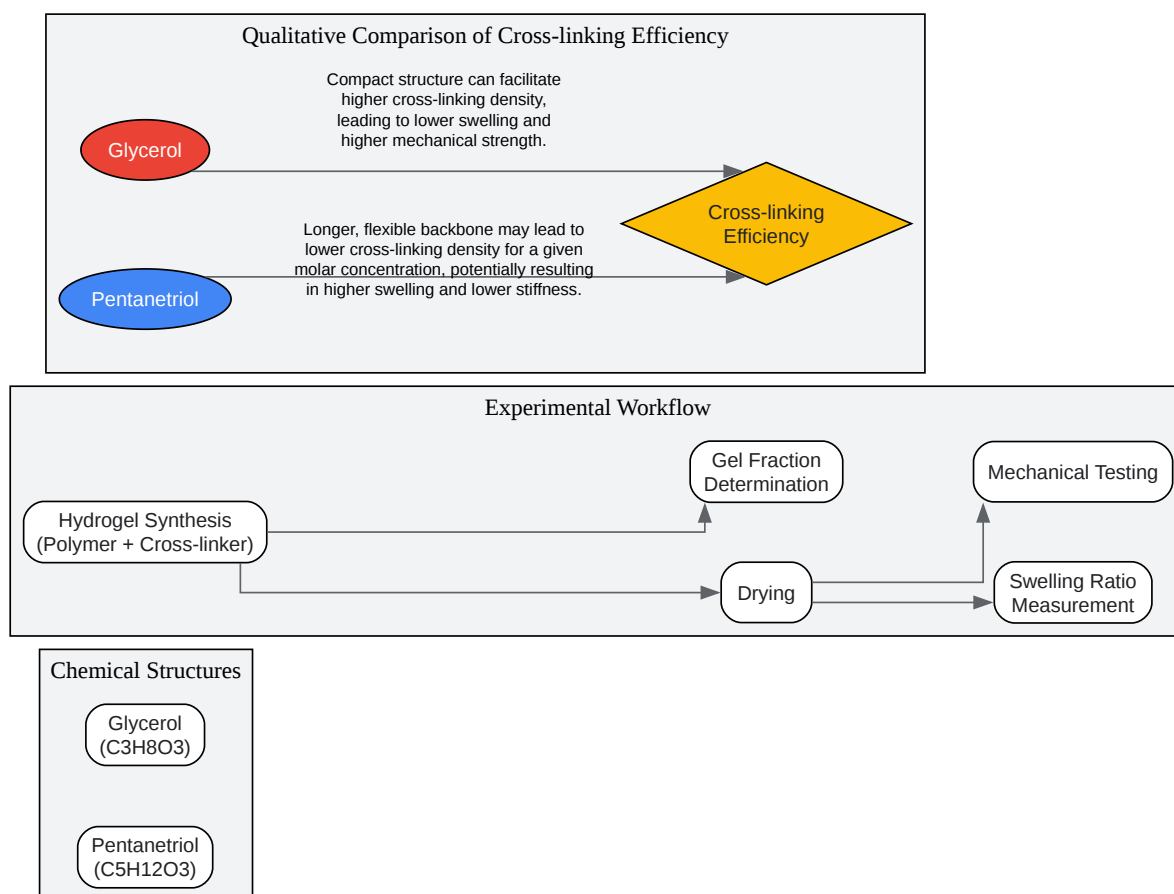 Qualitative Comparison of Cross-linking Efficiency
Compact structure can facilitate
higher cross-linking density,
leading to lower swelling and
higher mechanical strength.
Glycerol
Cross-linking
Efficiency
Longer, flexible backbone may lead to
lower cross-linking density for a given
molar concentration, potentially resulting
in higher swelling and lower stiffness.
Pentanetriol
Experimental Workflow
Hydrogel Synthesis
(Polymer + Cross-linker)
Gel Fraction
Determination
Mechanical Testing
Drying
Swelling Ratio
Measurement
Chemical Structures
Glycerol
(C3H8O3)
Pentanetriol
(C5H12O3)